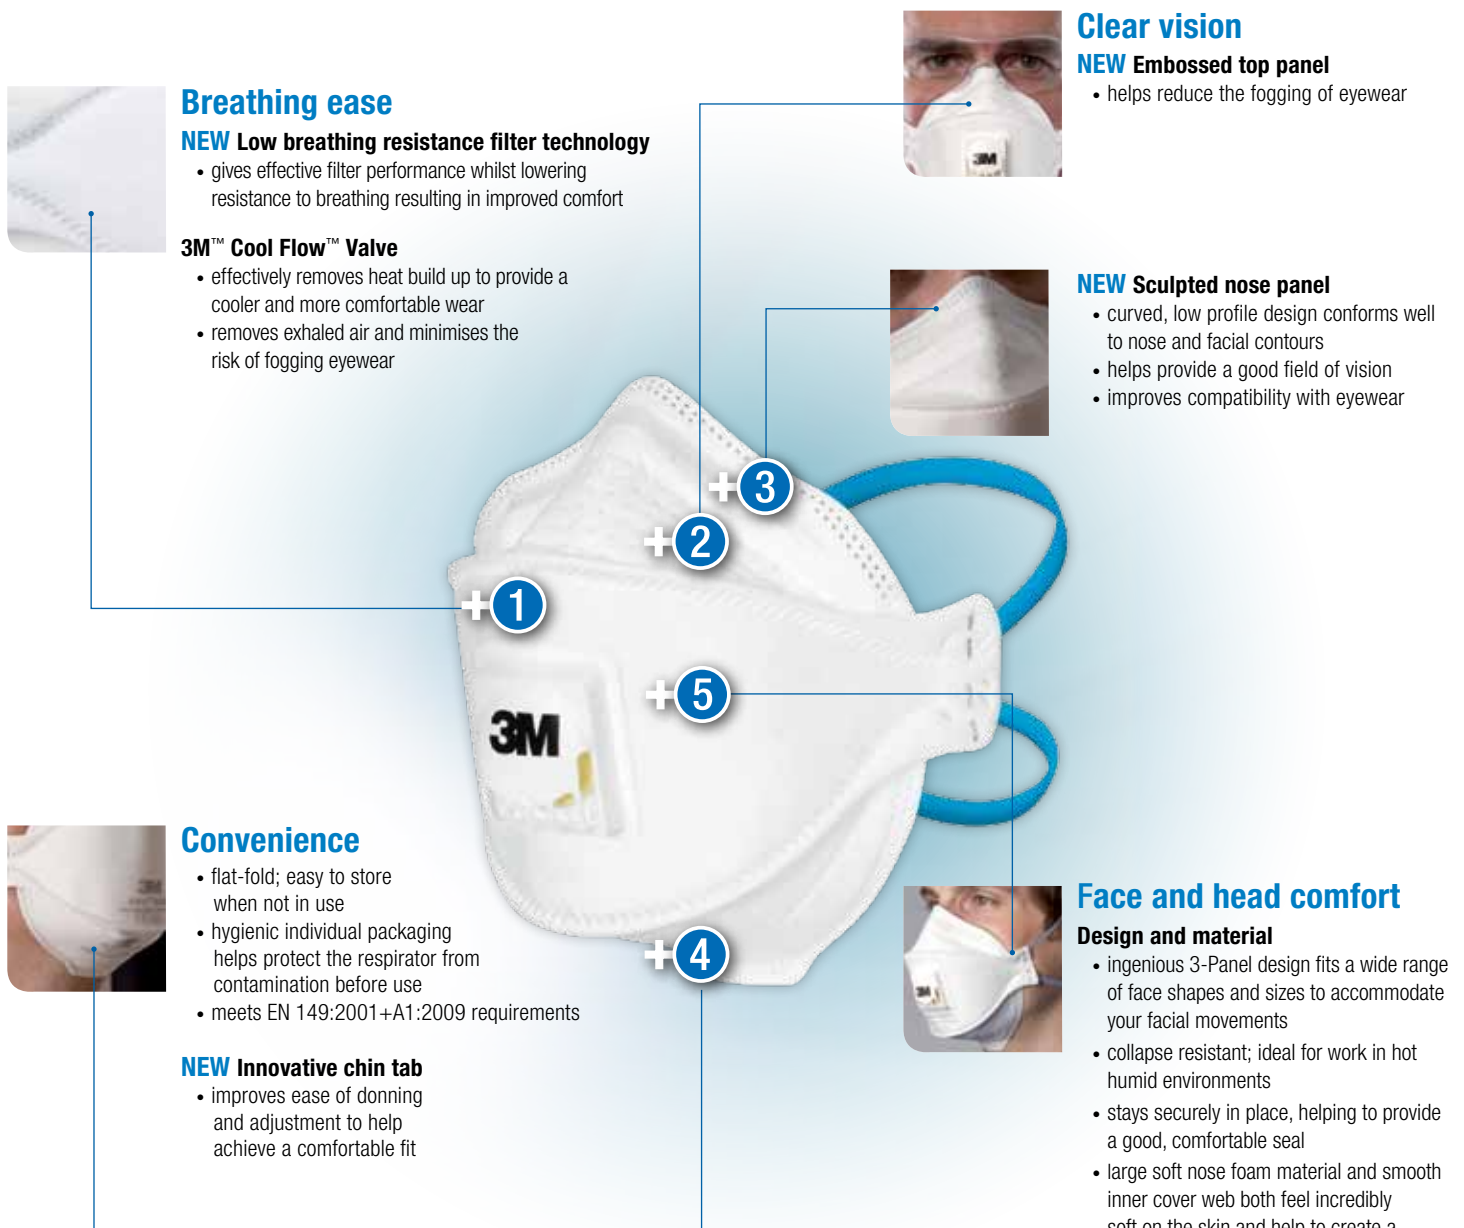 Breathing ease
NEW Low breathing resistance filter technology
• gives effective filter performance whilst lowering
resistance to breathing resulting in improved comfort
3M™ Cool Flow™ Valve
• effectively removes heat build up to provide a
cooler and more comfortable wear
• removes exhaled air and minimises the
risk of fogging eyewear
Clear vision
NEW Embossed top panel
• helps reduce the fogging of eyewear
3M
NEW Sculpted nose panel
• curved, low profile design conforms well
to nose and facial contours
• helps provide a good field of vision
• improves compatibility with eyewear
+3
+2
+1
+5
3M
+4
Convenience
• flat-fold; easy to store
when not in use
• hygienic individual packaging
helps protect the respirator from
contamination before use
• meets EN 149:2001+A1:2009 requirements
3M
NEW Innovative chin tab
• improves ease of donning
and adjustment to help
achieve a comfortable fit
Face and head comfort
Design and material
• ingenious 3-Panel design fits a wide range
of face shapes and sizes to accommodate
your facial movements
3M
• collapse resistant; ideal for work in hot
humid environments
• stays securely in place, helping to provide
a good, comfortable seal
• large soft nose foam material and smooth
inner cover web both feel incredibly
soft on the skin and help to create a